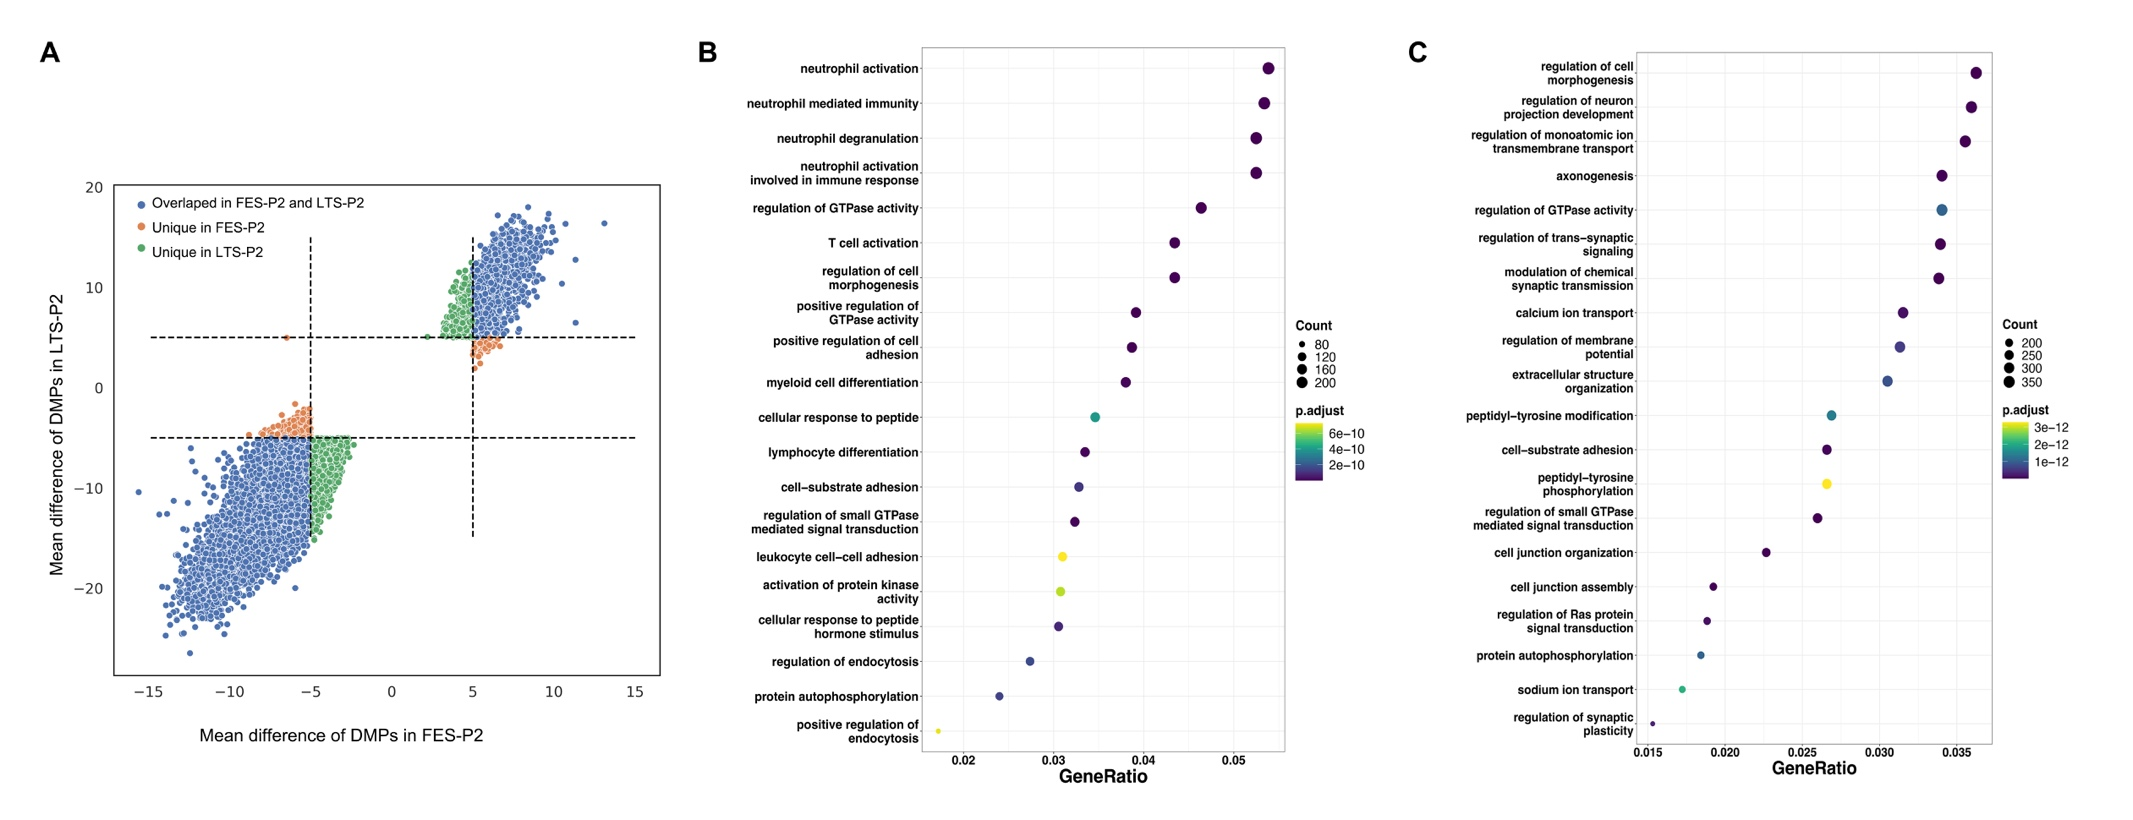 A
20
10
0
−10
−20
−15
−10
−5
0
5
10
15
Mean difference of DMPs in LTS-P2
Mean difference of DMPs in FES-P2
Overlaped in FES-P2 and LTS-P2
Unique in FES-P2
Unique in LTS-P2
B
neutrophil activation
neutrophil mediated immunity
neutrophil degranulation
neutrophil activation
involved in immune response
regulation of GTPase activity
T cell activation
regulation of cell
morphogenesis
positive regulation of
GTPase activity
positive regulation of cell
adhesion
myeloid cell differentiation
cellular response to peptide
lymphocyte differentiation
cell−substrate adhesion
regulation of small GTPase
mediated signal transduction
leukocyte cell−cell adhesion
activation of protein kinase
activity
cellular response to peptide
hormone stimulus
regulation of endocytosis
protein autophosphorylation
positive regulation of
endocytosis
0.02
0.03
0.04
0.05
GeneRatio
Count
80
120
160
200
p.adjust
6e−10
4e−10
2e−10
C
regulation of cell
morphogenesis
regulation of neuron
projection development
regulation of monoatomic ion
transmembrane transport
axonogenesis
regulation of GTPase activity
regulation of trans−synaptic
signaling
modulation of chemical
synaptic transmission
calcium ion transport
regulation of membrane
potential
extracellular structure
organization
peptidyl−tyrosine modification
cell−substrate adhesion
peptidyl−tyrosine
phosphorylation
regulation of small GTPase
mediated signal transduction
cell junction organization
cell junction assembly
regulation of Ras protein
signal transduction
protein autophosphorylation
sodium ion transport
regulation of synaptic
plasticity
0.015
0.020
0.025
0.030
0.035
GeneRatio
Count
200
250
300
350
p.adjust
3e−12
2e−12
1e−12